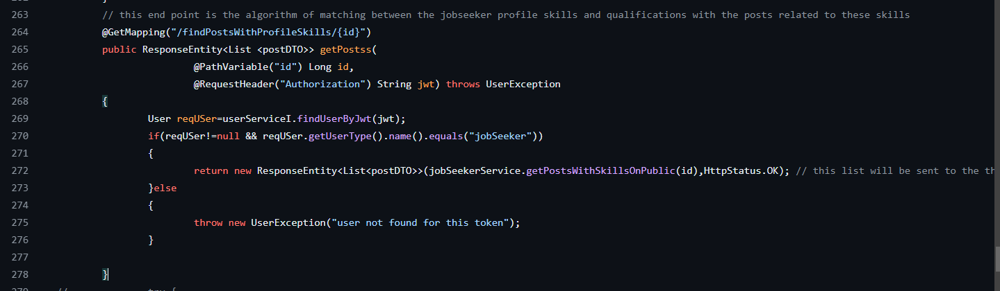 263 // this end point is the algorithm of matching between the jobseeker profile skills and qualifications with the posts related to these skills
264 @GetMapping("/findPostsWithProfileSkills/{id}")
265 public ResponseEntity<List <postDTO>> getPostss(
266 @PathVariable("id") Long id,
267 @RequestHeader("Authorization") String jwt) throws UserException
268 {
269 User reqUSer=userServiceI.findUserByJwt(jwt);
270 if(reqUSer!=null && reqUSer.getUserType().name().equals("jobSeeker"))
271 {
272 return new ResponseEntity<List<postDTO>>(jobSeekerService.getPostsWithSkillsOnPublic(id),HttpStatus.OK); // this list will be sent to the th
273 }else
274 {
275 throw new UserException("user not found for this token");
276 }
277
278 }
// try {